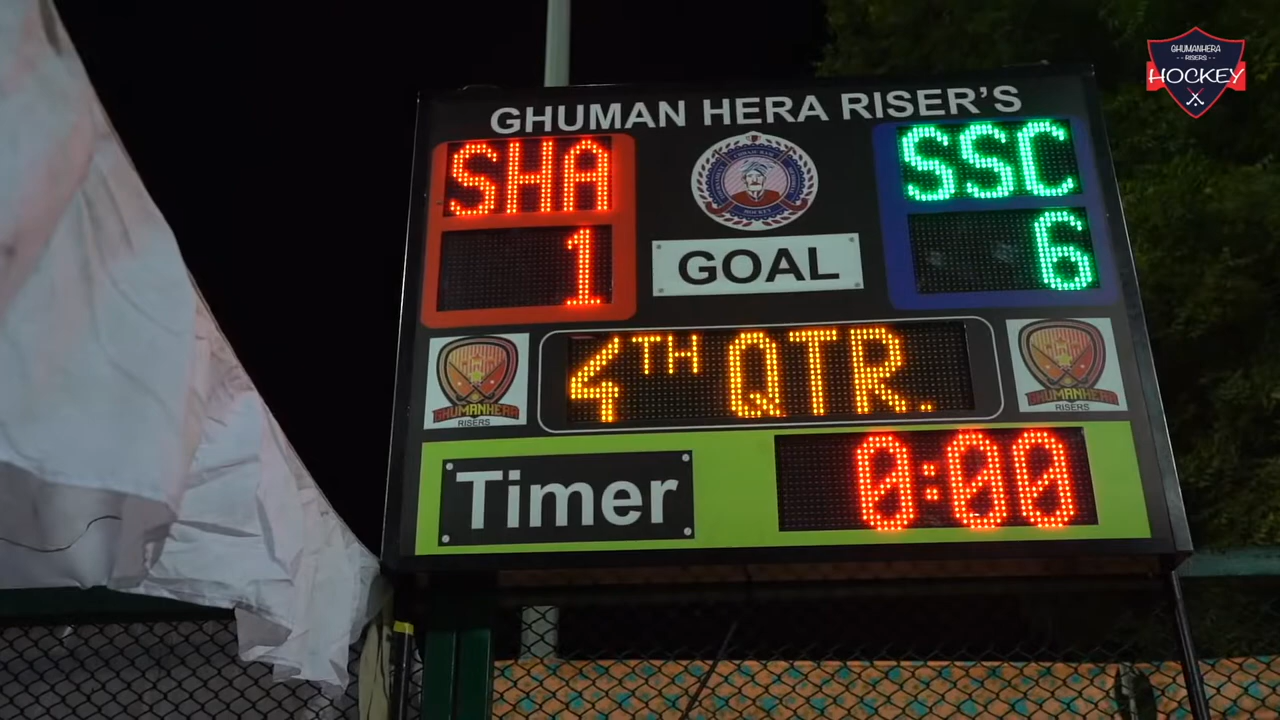 GHUMANHERA
RISERS
HOCKEY
GHUMAN HERA RISER'S
SHA
SSC
HOCKEY
1
GOAL
6
4TH QTR.
GHUMANHERA
RISERS
GHUMANHERA
RISERS
Timer
0:00